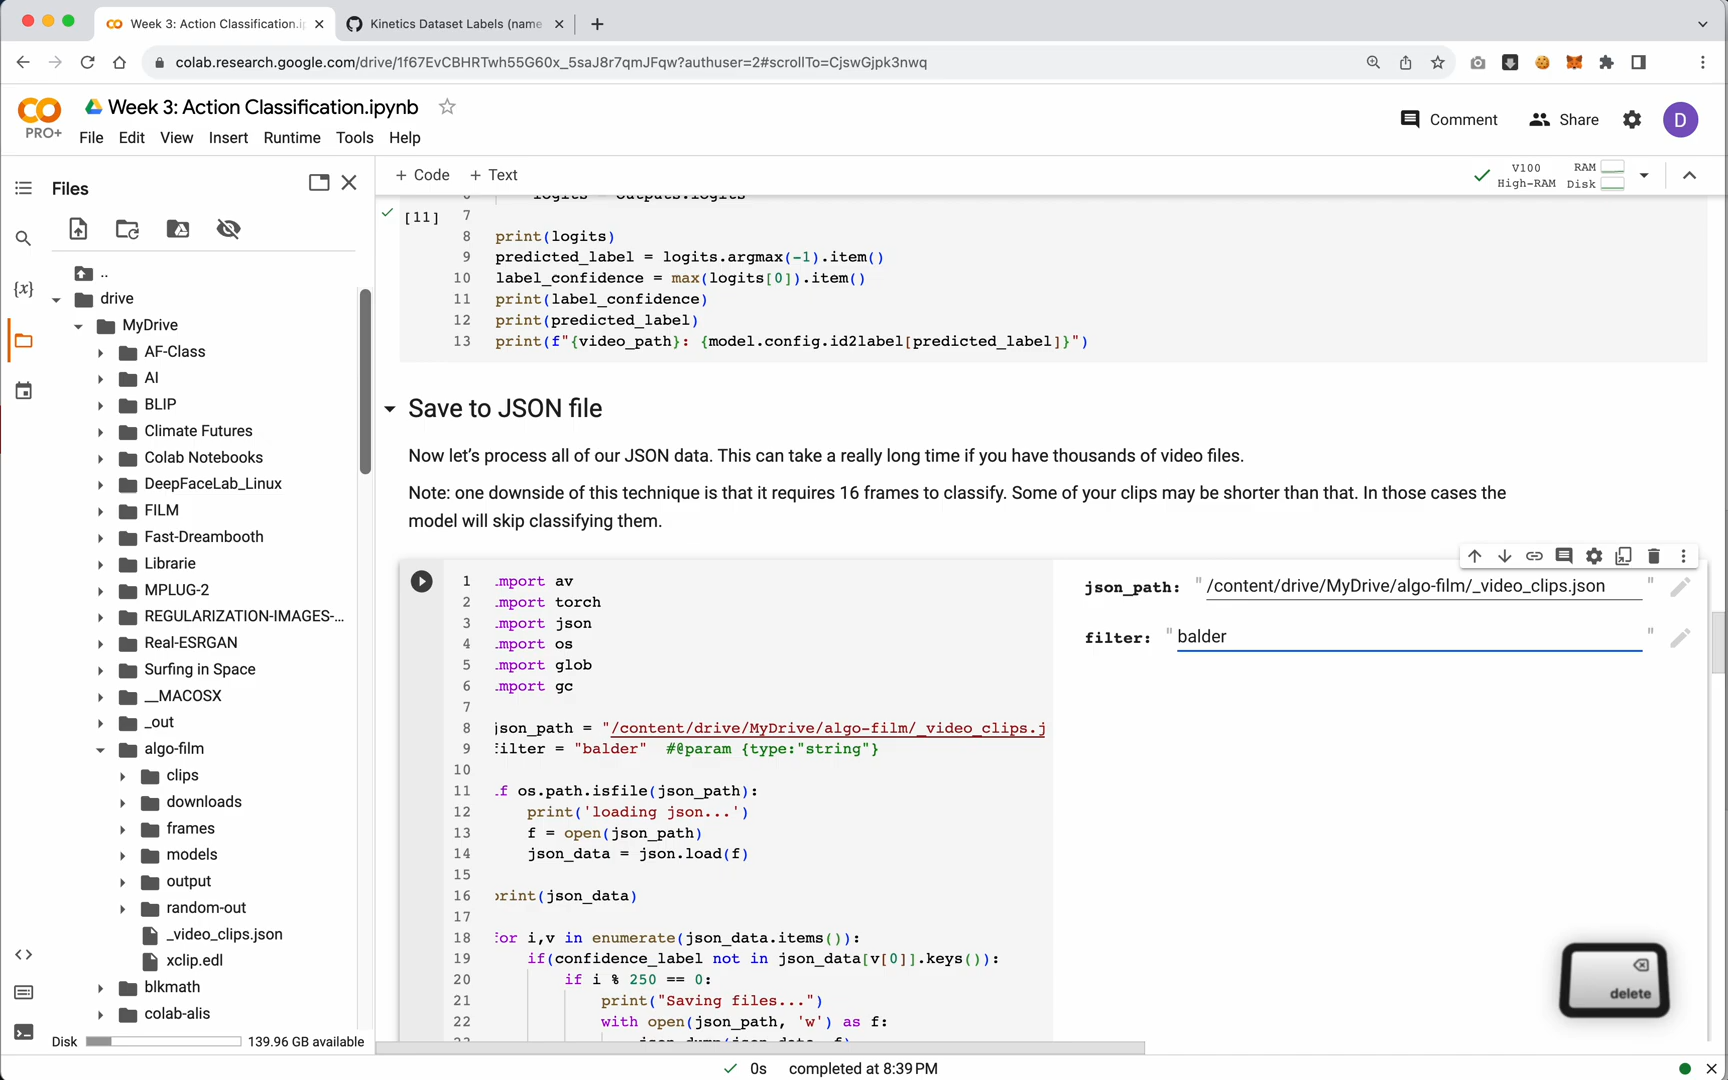 Week 3: Action Classification.i
Kinetics Dataset Labels (name
colab.research.google.com/drive/1f67EvCBHRTwh55G60x_5saJ8r7qmJFqw?authuser=2#scrollTo=CjswGjpk3nwq
PRO+
Week 3: Action Classification.ipynb
File Edit View Insert Runtime Tools Help
Comment
Share
D
Files
+ Code + Text
V100
High-RAM
RAM
Disk
..
drive
MyDrive
AF-Class
AI
BLIP
Climate Futures
Colab Notebooks
DeepFaceLab_Linux
FILM
Fast-Dreambooth
Librarie
MPLUG-2
REGULARIZATION-IMAGES-...
Real-ESRGAN
Surfing in Space
__MACOSX
_out
algo-film
clips
downloads
frames
models
output
random-out
_video_clips.json
xclip.edl
blkmath
colab-alis
Disk
139.96 GB available
{x}
[11]
logits = outputs.logits
7
8 print(logits)
9 predicted_label = logits.argmax(-1).item()
10 label_confidence = max(logits[0]).item()
11 print(label_confidence)
12 print(predicted_label)
13 print(f"{video_path}: {model.config.id2label[predicted_label]}")
Save to JSON file
Now let's process all of our JSON data. This can take a really long time if you have thousands of video files.
Note: one downside of this technique is that it requires 16 frames to classify. Some of your clips may be shorter than that. In those cases the
model will skip classifying them.
1 mport av
2 mport torch
3 mport json
4 mport os
5 mport glob
6 mport gc
7
8 json_path = "/content/drive/MyDrive/algo-film/_video_clips.j
9 filter = "balder" #@param {type:"string"}
10
11 if os.path.isfile(json_path):
12 print('loading json...')
13 f = open(json_path)
14 json_data = json.load(f)
15
16 print(json_data)
17
18 for i,v in enumerate(json_data.items()):
19 if(confidence_label not in json_data[v[0]].keys()):
20 if i % 250 == 0:
21 print("Saving files...")
22 with open(json_path, 'w') as f:
23 json.dump(json_data, f)
json_path: "/content/drive/MyDrive/algo-film/_video_clips.json"
filter: "balder"
delete
0s completed at 8:39 PM